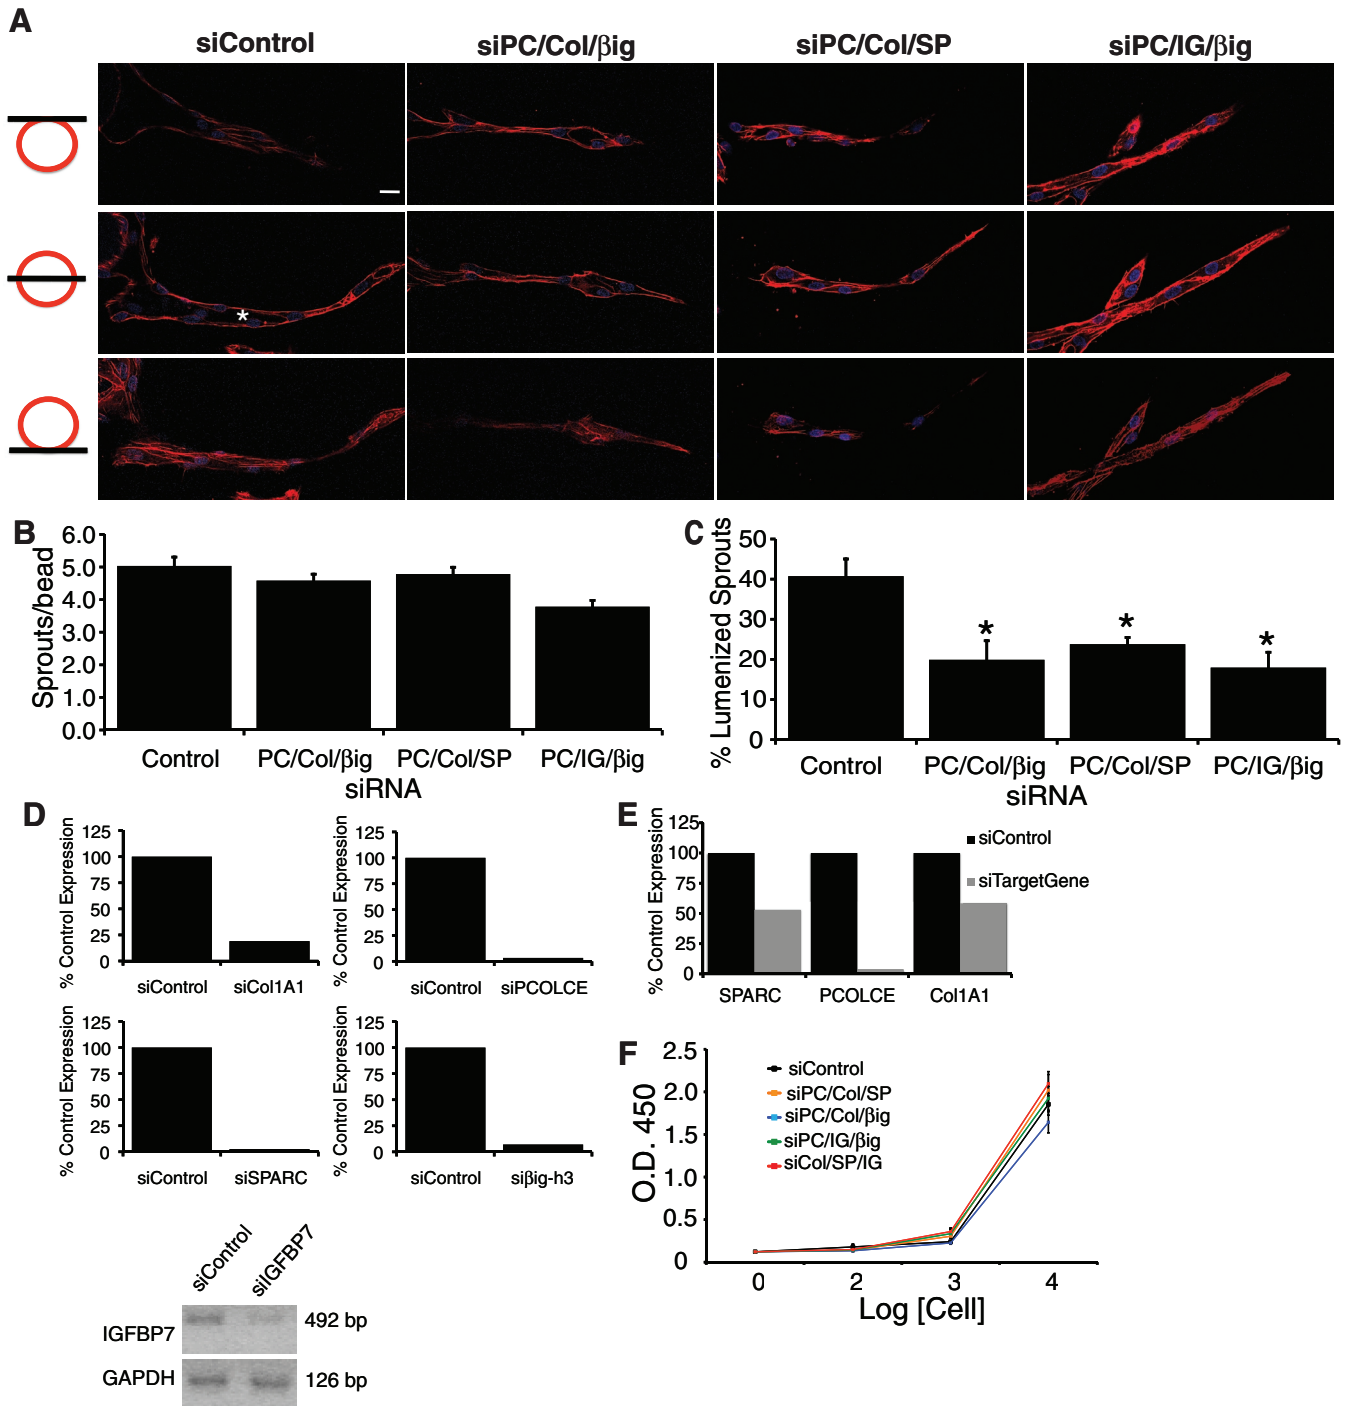 A
siControl
siPC/Col/βig
siPC/Col/SP
siPC/IG/βig
*
B
Sprouts/bead
6.0
5.0
4.0
3.0
2.0
1.0
0.0
Control
PC/Col/βig
PC/Col/SP
PC/IG/βig
siRNA
C
% Lumenized Sprouts
50
40
30
20
10
0
*
*
*
Control
PC/Col/βig
PC/Col/SP
PC/IG/βig
siRNA
D
% Control Expression
125
100
75
50
25
0
siControl
siCol1A1
% Control Expression
125
100
75
50
25
0
siControl
siPCOLCE
% Control Expression
125
100
75
50
25
0
siControl
siSPARC
% Control Expression
125
100
75
50
25
0
siControl
siβig-h3
siControl
siIGFBP7
IGFBP7
492 bp
GAPDH
126 bp
E
% Control Expression
125
100
75
50
25
0
siControl
siTargetGene
SPARC
PCOLCE
Col1A1
F
O.D. 450
2.5
2.0
1.5
1.0
0.5
0
siControl
siPC/Col/SP
siPC/Col/βig
siPC/IG/βig
siCol/SP/IG
0
2
3
4
Log [Cell]